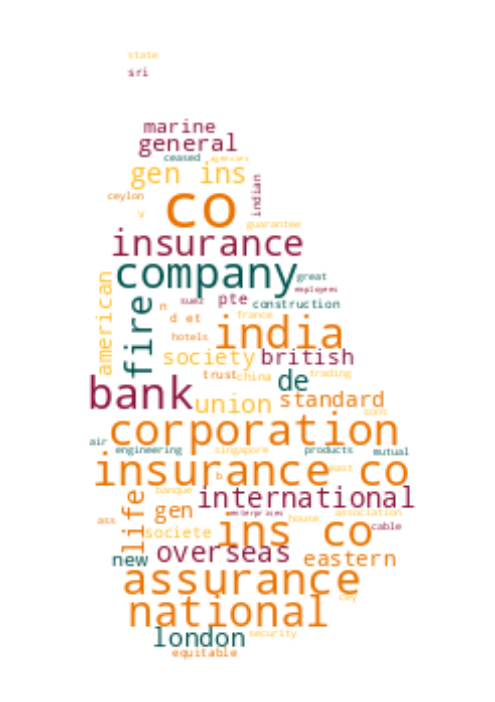 state
sri
marine
general
ceased agencies
gen ins
indian
ceylon
co
v
guarantee
insurance
company
great
american
employees
fire
suez pte
n
construction
d et
france
india
hotels
society british
trust china
de
trading
bank
union standard
sons
corporation
air
engineering singapore products mutual
insurance co
east
b
banque
life
international
gen
enterprises
association
house
ass
ins co
cable
societe
overseas
new
eastern
assurance
cey
national
london
security
equitable